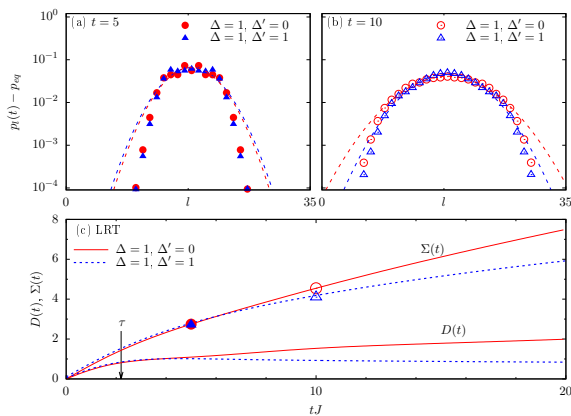 (a) t = 5
Δ = 1, Δ′ = 0
Δ = 1, Δ′ = 1
(b) t = 10
Δ = 1, Δ′ = 0
Δ = 1, Δ′ = 1
p_l(t) − p_eq
10^0
10^−1
10^−2
10^−3
10^−4
0
l
35
0
l
35
(c) LRT
Δ = 1, Δ′ = 0
Δ = 1, Δ′ = 1
Σ(t)
D(t)
τ
D(t), Σ(t)
8
6
4
2
0
0
10
20
tJ